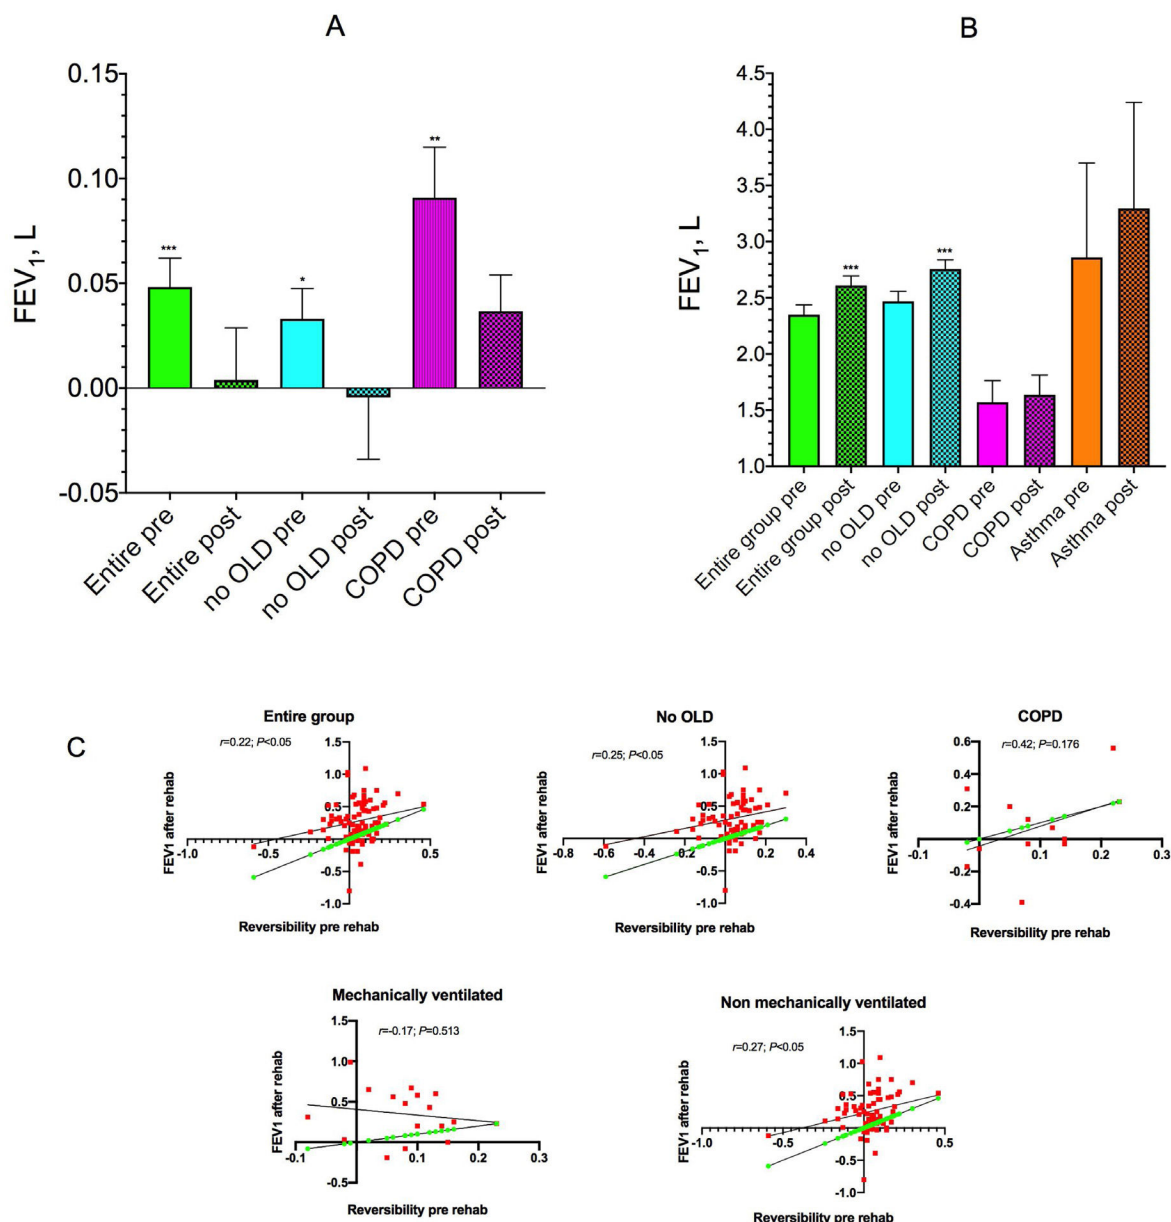 A
0.15
0.10
0.05
0.00
-0.05
FEV1, L
***
*
**
Entire pre
Entire post
no OLD pre
no OLD post
COPD pre
COPD post
B
4.5
4.0
3.5
3.0
2.5
2.0
1.5
1.0
FEV1, L
***
***
Entire group pre
Entire group post
no OLD pre
no OLD post
COPD pre
COPD post
Asthma pre
Asthma post
C
Entire group
r=0.22; P<0.05
FEV1 after rehab
1.5
1.0
0.5
-0.5
-1.0
-1.0
-0.5
0.5
Reversibility pre rehab
No OLD
r=0.25; P<0.05
FEV1 after rehab
1.5
1.0
0.5
-0.5
-1.0
-0.8
-0.6
-0.4
-0.2
0.2
0.4
Reversibility pre rehab
COPD
r=0.42; P=0.176
FEV1 after rehab
0.6
0.4
0.2
-0.2
-0.4
-0.1
0.1
0.2
0.3
Reversibility pre rehab
Mechanically ventilated
r=-0.17; P=0.513
FEV1 after rehab
1.5
1.0
0.5
-0.5
-0.1
0.1
0.2
0.3
Reversibility pre rehab
Non mechanically ventilated
r=0.27; P<0.05
FEV1 after rehab
1.5
1.0
0.5
-0.5
-1.0
-1.0
-0.5
0.5
Reversibility pre rehab